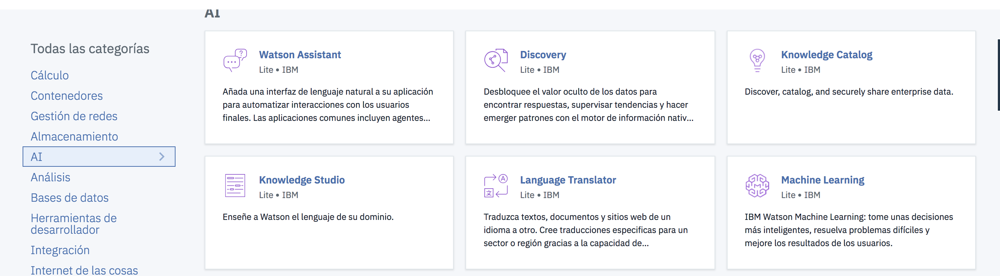 AI
Todas las categorías
Cálculo
Contenedores
Gestión de redes
Almacenamiento
AI
Análisis
Bases de datos
Herramientas de
desarrollador
Integración
Internet de las cosas
Watson Assistant
Lite • IBM
Añada una interfaz de lenguaje natural a su aplicación
para automatizar interacciones con los usuarios
finales. Las aplicaciones comunes incluyen agentes...
Discovery
Lite • IBM
Desbloquee el valor oculto de los datos para
encontrar respuestas, supervisar tendencias y hacer
emerger patrones con el motor de información nativ...
Knowledge Catalog
Lite • IBM
Discover, catalog, and securely share enterprise data.
Knowledge Studio
Lite • IBM
Enseñe a Watson el lenguaje de su dominio.
A
文
Language Translator
Lite • IBM
Traduzca textos, documentos y sitios web de un
idioma a otro. Cree traducciones especificas para un
sector o región gracias a la capacidad de...
Machine Learning
Lite • IBM
IBM Watson Machine Learning: tome unas decisiones
más inteligentes, resuelva problemas difíciles y
mejore los resultados de los usuarios.